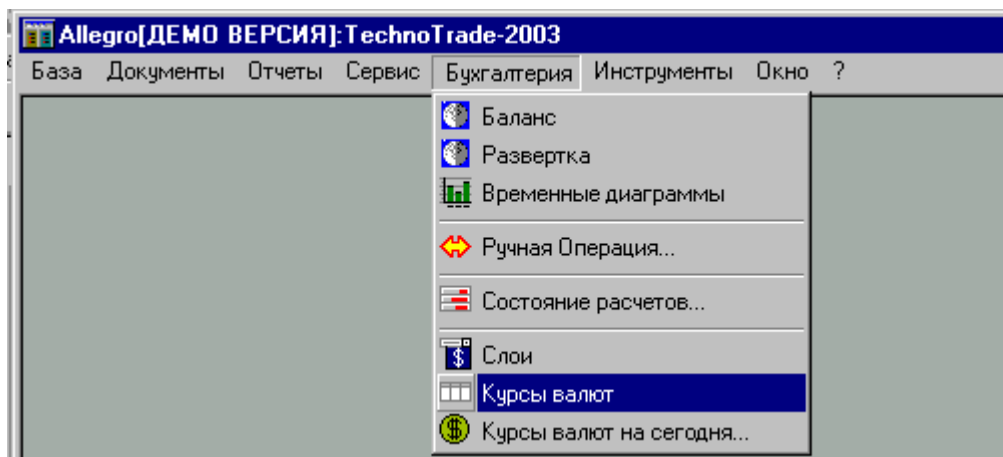 Allegro[ДЕМО ВЕРСИЯ]:TechnoTrade-2003
База Документы Отчеты Сервис Бухгалтерия Инструменты Окно ?
Баланс
Развертка
Временные диаграммы
Ручная Операция...
Состояние расчетов...
Слои
Курсы валют
Курсы валют на сегодня...